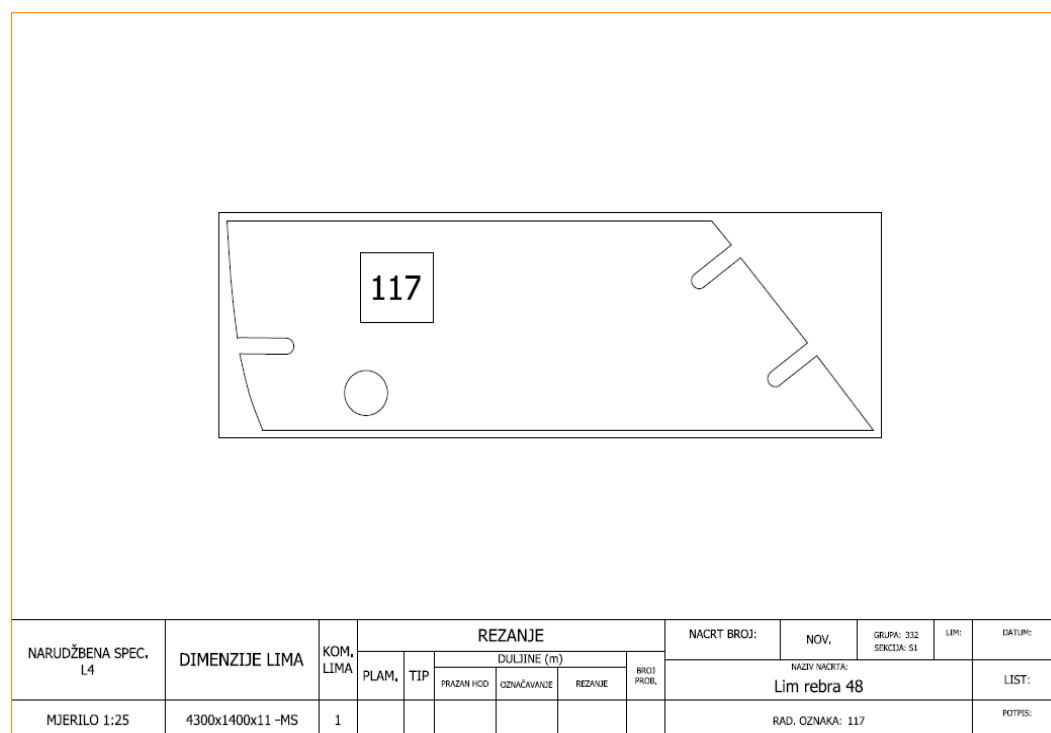 117
NARUDŽBENA SPEC.
L4
DIMENZIJE LIMA
KOM.
LIMA
REZANJE
PLAM.
TIP
DULJINE (m)
PRAZAN HOD
OZNAČAVANJE
REZANJE
BROJ
PROB.
NACRT BROJ:
NOV.
GRUPA: 332
SEKCIJA: S1
LIM:
DATUM:
NAZIV NACRTA:
Lim rebra 48
LIST:
MJERILO 1:25
4300x1400x11 -MS
1
RAD. OZNAKA: 117
POTPIS: